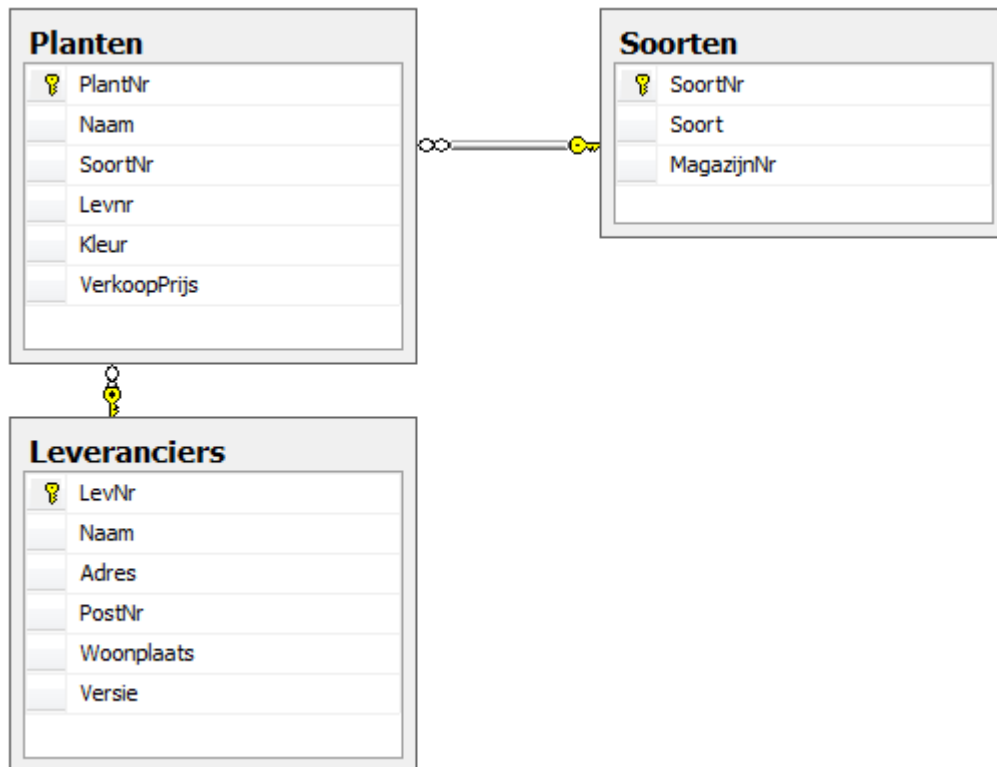 Planten
PlantNr
Naam
SoortNr
Levnr
Kleur
VerkoopPrijs
Soorten
SoortNr
Soort
MagazijnNr
Leveranciers
LevNr
Naam
Adres
PostNr
Woonplaats
Versie